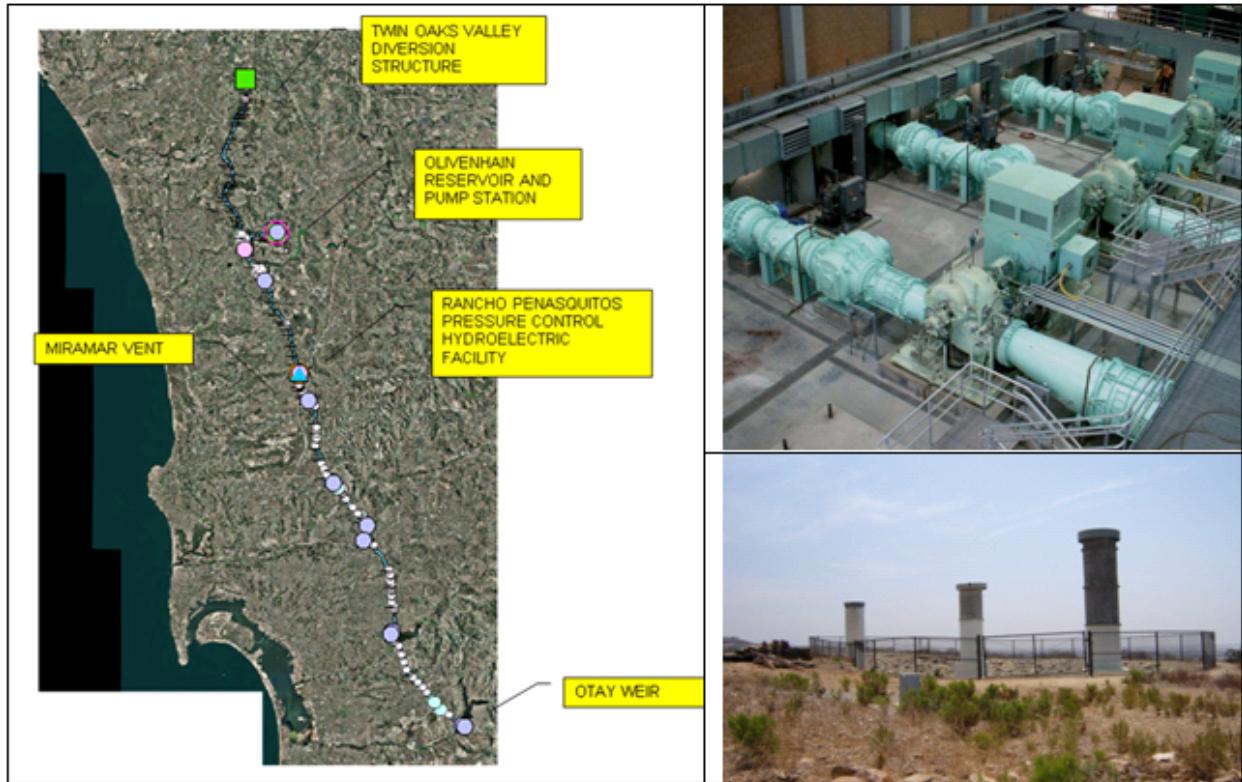 TWIN OAKS VALLEY
DIVERSION
STRUCTURE
OLIVENHAIN
RESERVOIR AND
PUMP STATION
RANCHO PENASQUITOS
PRESSURE CONTROL
HYDROELECTRIC
FACILITY
MIRAMAR VENT
OTAY WEIR